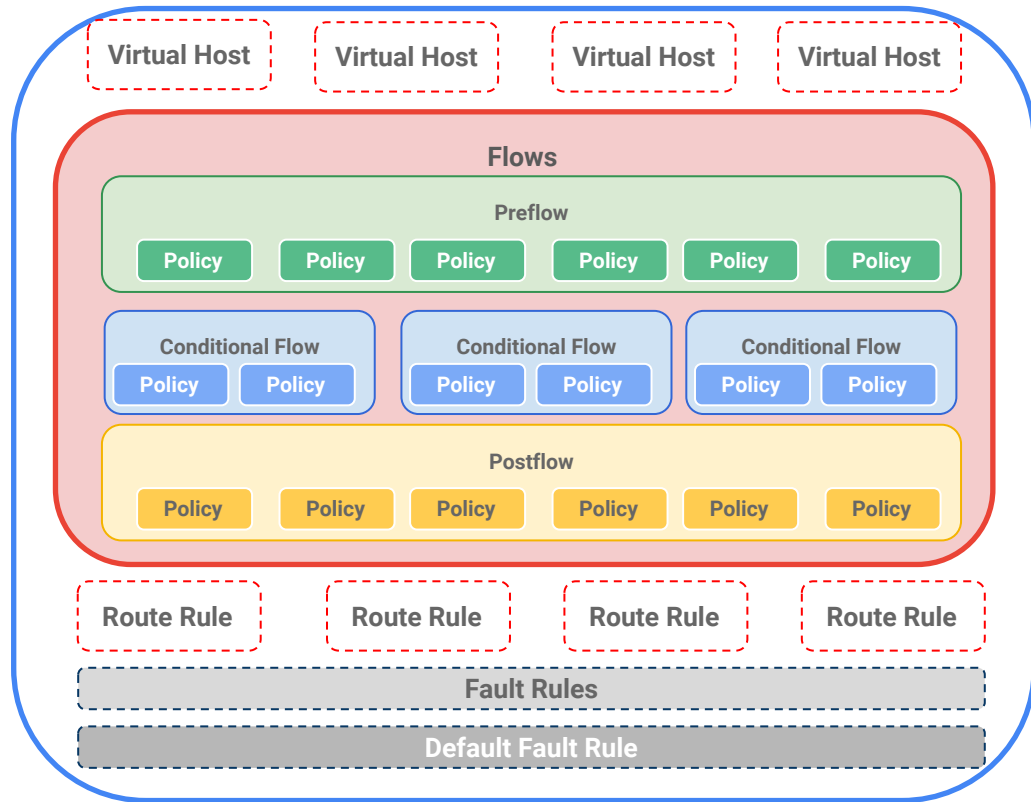 Virtual Host Virtual Host Virtual Host Virtual Host
Flows
Preflow
Policy Policy Policy Policy Policy Policy
Conditional Flow Conditional Flow Conditional Flow
Policy Policy Policy Policy Policy Policy
Postflow
Policy Policy Policy Policy Policy Policy
Route Rule Route Rule Route Rule Route Rule
Fault Rules
Default Fault Rule